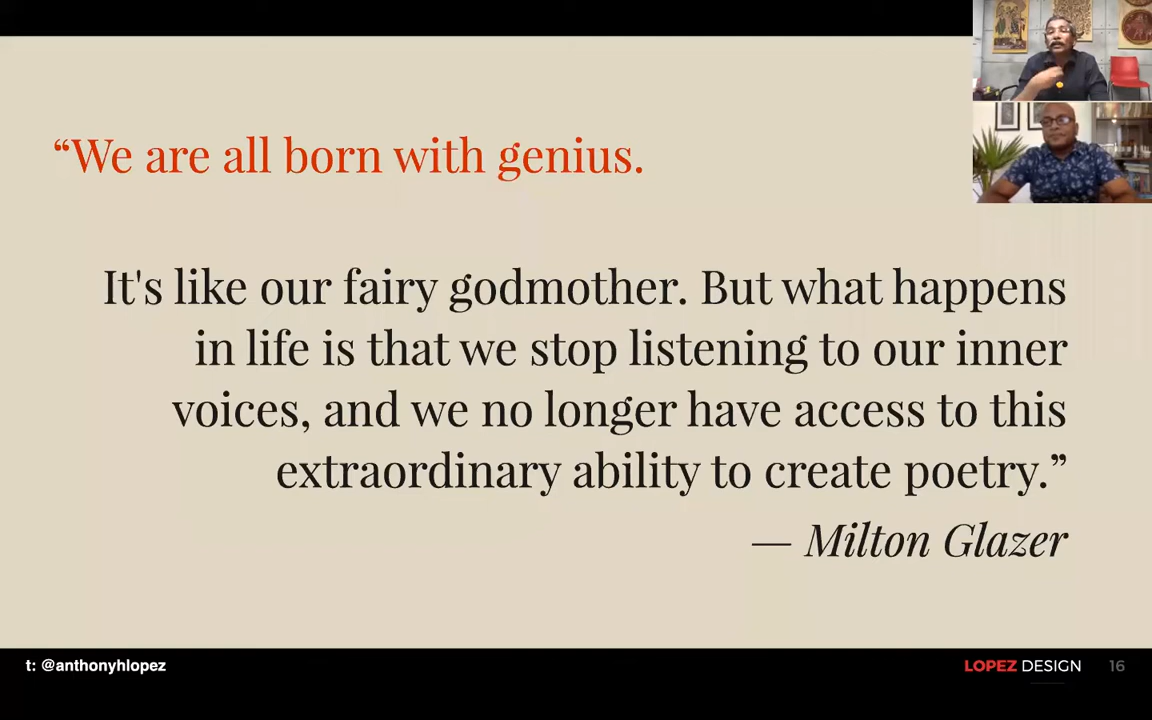 “We are all born with genius.
It's like our fairy godmother. But what happens
in life is that we stop listening to our inner
voices, and we no longer have access to this
extraordinary ability to create poetry.”
— Milton Glazer
t: @anthonyhlopez
LOPEZ DESIGN 16